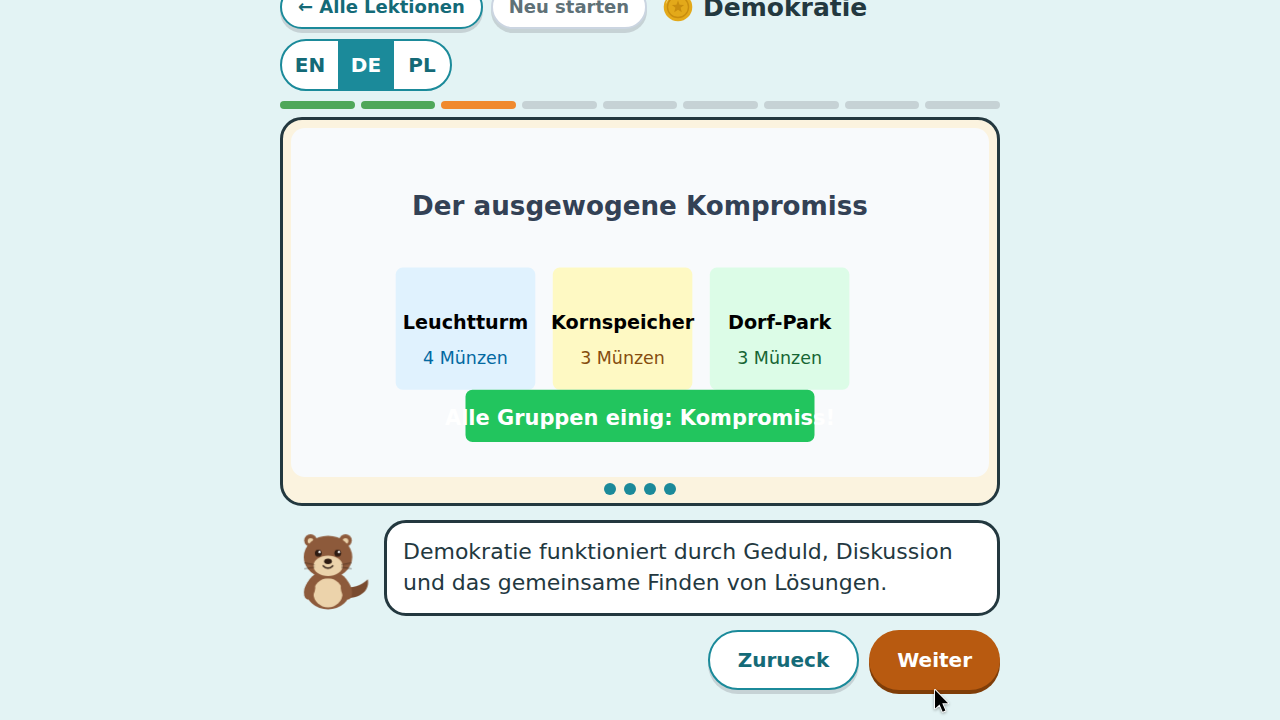 ← Alle Lektionen
Neu starten
Demokratie
EN DE PL
Der ausgewogene Kompromiss
Leuchtturm
4 Münzen
Kornspeicher
3 Münzen
Dorf-Park
3 Münzen
Alle Gruppen einig: Kompromiss!
Demokratie funktioniert durch Geduld, Diskussion
und das gemeinsame Finden von Lösungen.
Zurueck
Weiter